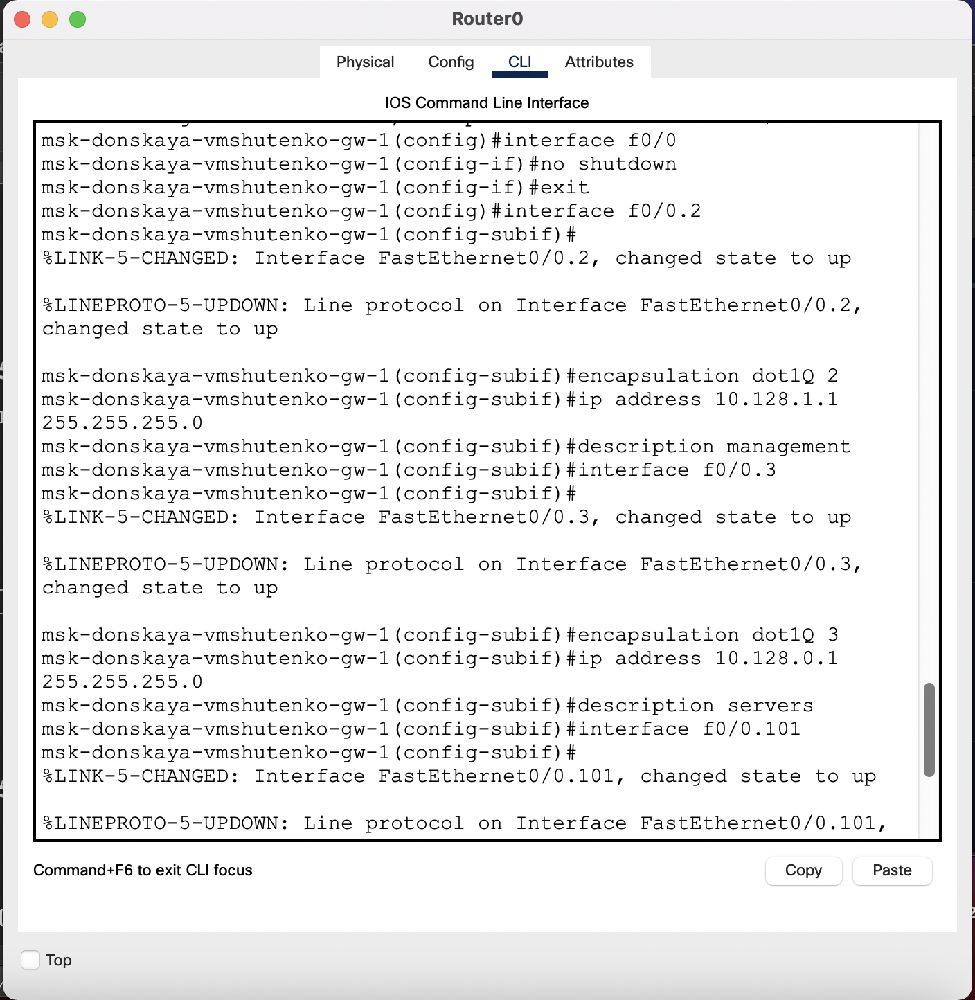 Router0
Physical Config CLI Attributes
IOS Command Line Interface
msk-donskaya-vmshutenko-gw-1(config)#interface f0/0
msk-donskaya-vmshutenko-gw-1(config-if)#no shutdown
msk-donskaya-vmshutenko-gw-1(config-if)#exit
msk-donskaya-vmshutenko-gw-1(config)#interface f0/0.2
msk-donskaya-vmshutenko-gw-1(config-subif)#
%LINK-5-CHANGED: Interface FastEthernet0/0.2, changed state to up
%LINEPROTO-5-UPDOWN: Line protocol on Interface FastEthernet0/0.2,
changed state to up
msk-donskaya-vmshutenko-gw-1(config-subif)#encapsulation dot1Q 2
msk-donskaya-vmshutenko-gw-1(config-subif)#ip address 10.128.1.1
255.255.255.0
msk-donskaya-vmshutenko-gw-1(config-subif)#description management
msk-donskaya-vmshutenko-gw-1(config-subif)#interface f0/0.3
msk-donskaya-vmshutenko-gw-1(config-subif)#
%LINK-5-CHANGED: Interface FastEthernet0/0.3, changed state to up
%LINEPROTO-5-UPDOWN: Line protocol on Interface FastEthernet0/0.3,
changed state to up
msk-donskaya-vmshutenko-gw-1(config-subif)#encapsulation dot1Q 3
msk-donskaya-vmshutenko-gw-1(config-subif)#ip address 10.128.0.1
255.255.255.0
msk-donskaya-vmshutenko-gw-1(config-subif)#description servers
msk-donskaya-vmshutenko-gw-1(config-subif)#interface f0/0.101
msk-donskaya-vmshutenko-gw-1(config-subif)#
%LINK-5-CHANGED: Interface FastEthernet0/0.101, changed state to up
%LINEPROTO-5-UPDOWN: Line protocol on Interface FastEthernet0/0.101,
Command+F6 to exit CLI focus
Copy Paste
Top